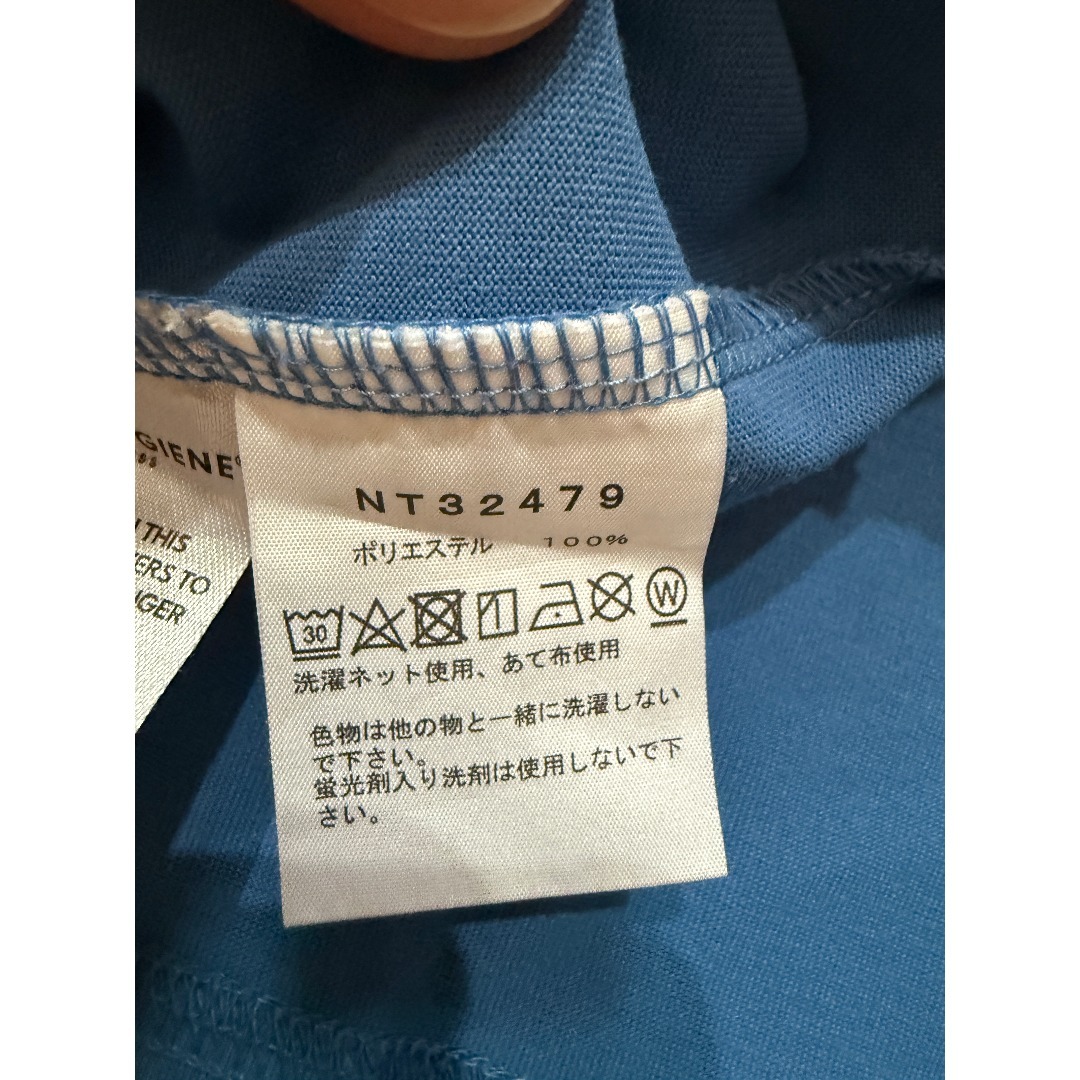 GIENE®
THIS
ERS TO
GER
NT32479
ポリエステル 100%
30
W
洗濯ネット使用、あて布使用
色物は他の物と一緒に洗濯しない
で下さい。
蛍光剤入り洗剤は使用しないで下
さい。